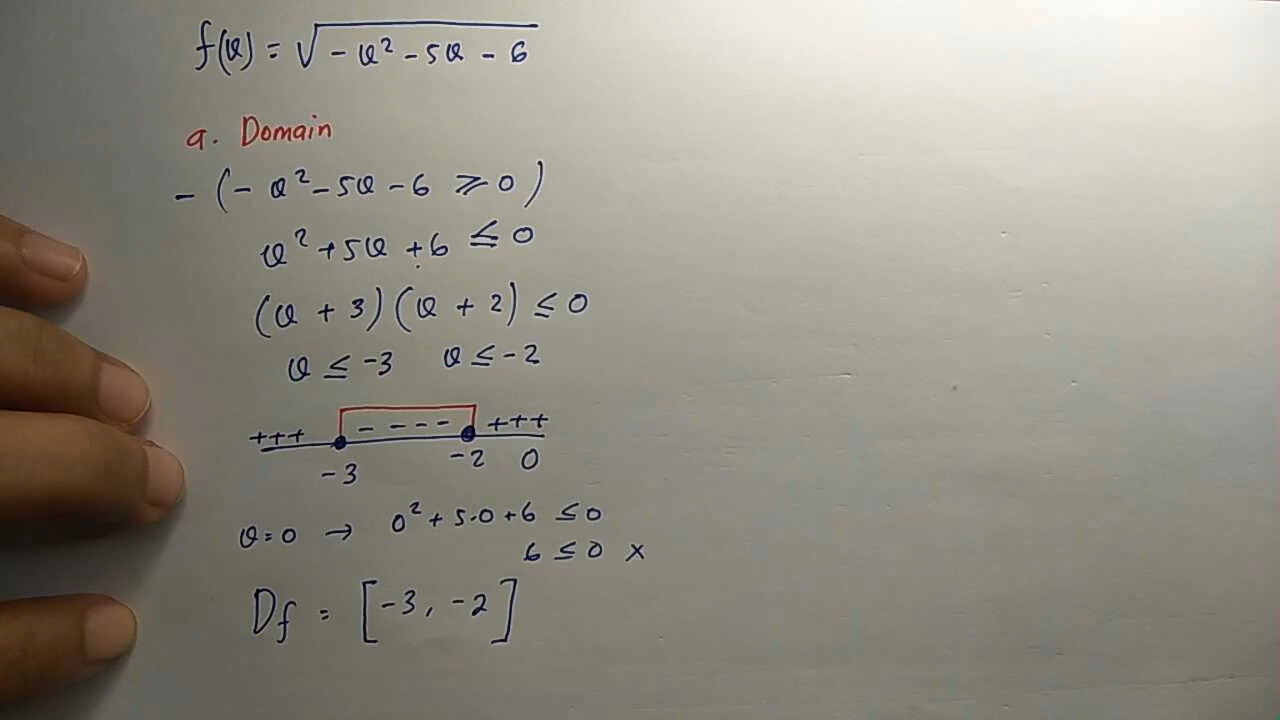 f(x) = √(-x² - 5x - 6)
a. Domain
- (- x² - 5x - 6 ≥ 0)
x² + 5x + 6 ≤ 0
(x + 3)(x + 2) ≤ 0
x ≤ -3 x ≤ -2
+++ - - - - +++
-3 -2 0
x = 0 → 0² + 5.0 + 6 ≤ 0
6 ≤ 0 x
Df = [-3, -2]